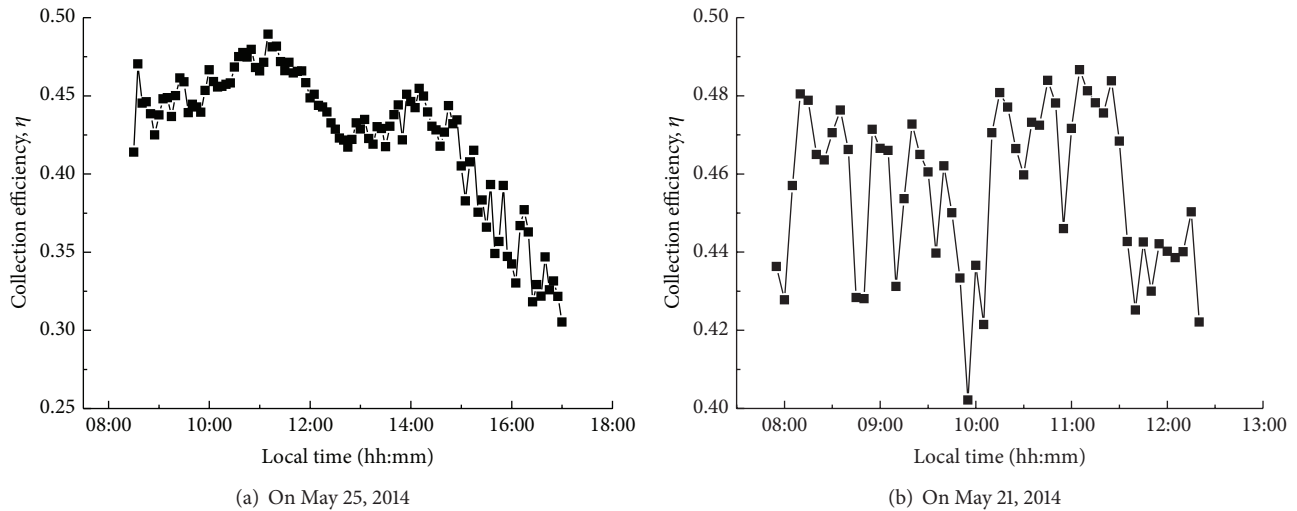 0.50
0.45
0.40
0.35
0.30
0.25
Collection efficiency, η
08:00 10:00 12:00 14:00 16:00 18:00
Local time (hh:mm)
(a) On May 25, 2014
0.50
0.48
0.46
0.44
0.42
0.40
Collection efficiency, η
08:00 09:00 10:00 11:00 12:00 13:00
Local time (hh:mm)
(b) On May 21, 2014